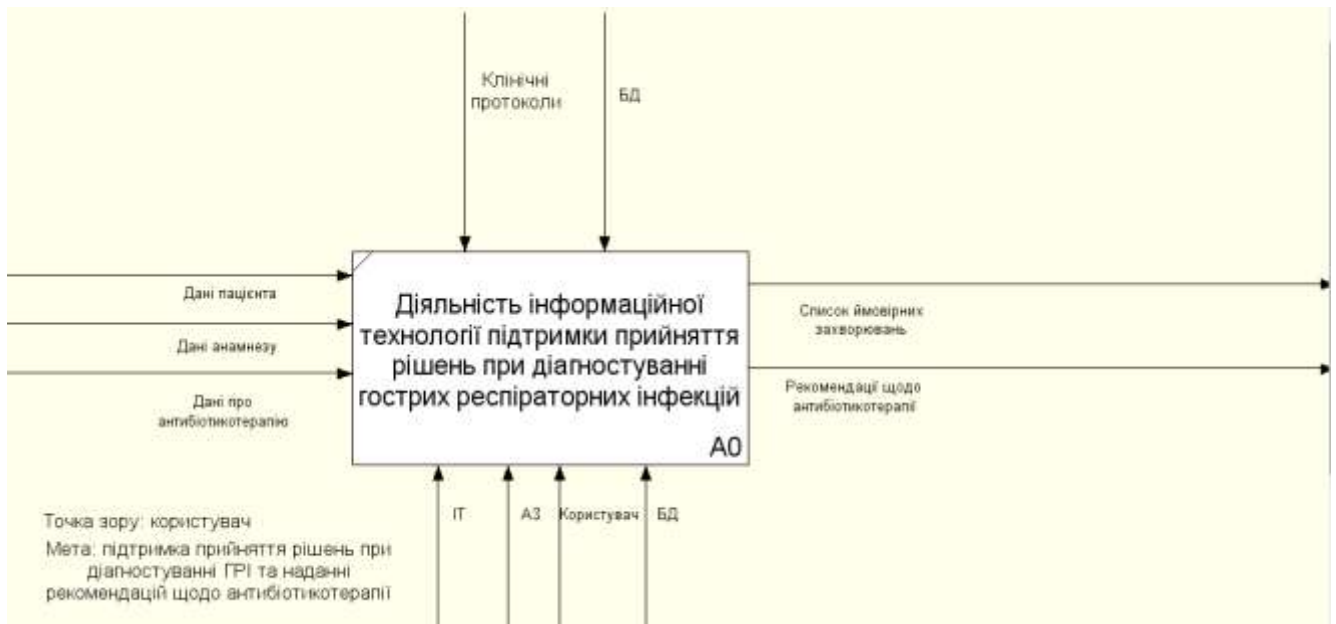 Клінічні
протоколи
БД
Дані пацієнта
Дані анамнезу
Дані про
антибіотикотерапію
Діяльність інформаційної
технології підтримки прийняття
рішень при діагностуванні
гострих респіраторних інфекцій
A0
Список ймовірних
захворювань
Рекомендації щодо
антибіотикотерапії
ІТ
АЗ
Користувач
БД
Точка зору: користувач
Мета: підтримка прийняття рішень при
діагностуванні ГРІ та наданні
рекомендацій щодо антибіотикотерапії